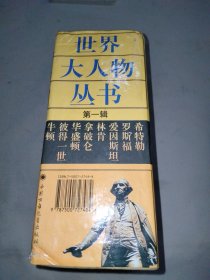 世界
大人物
丛书
第一辑
希特勒
罗斯福
爱因斯坦
林肯
拿破仑
华盛顿
彼得一世
牛顿